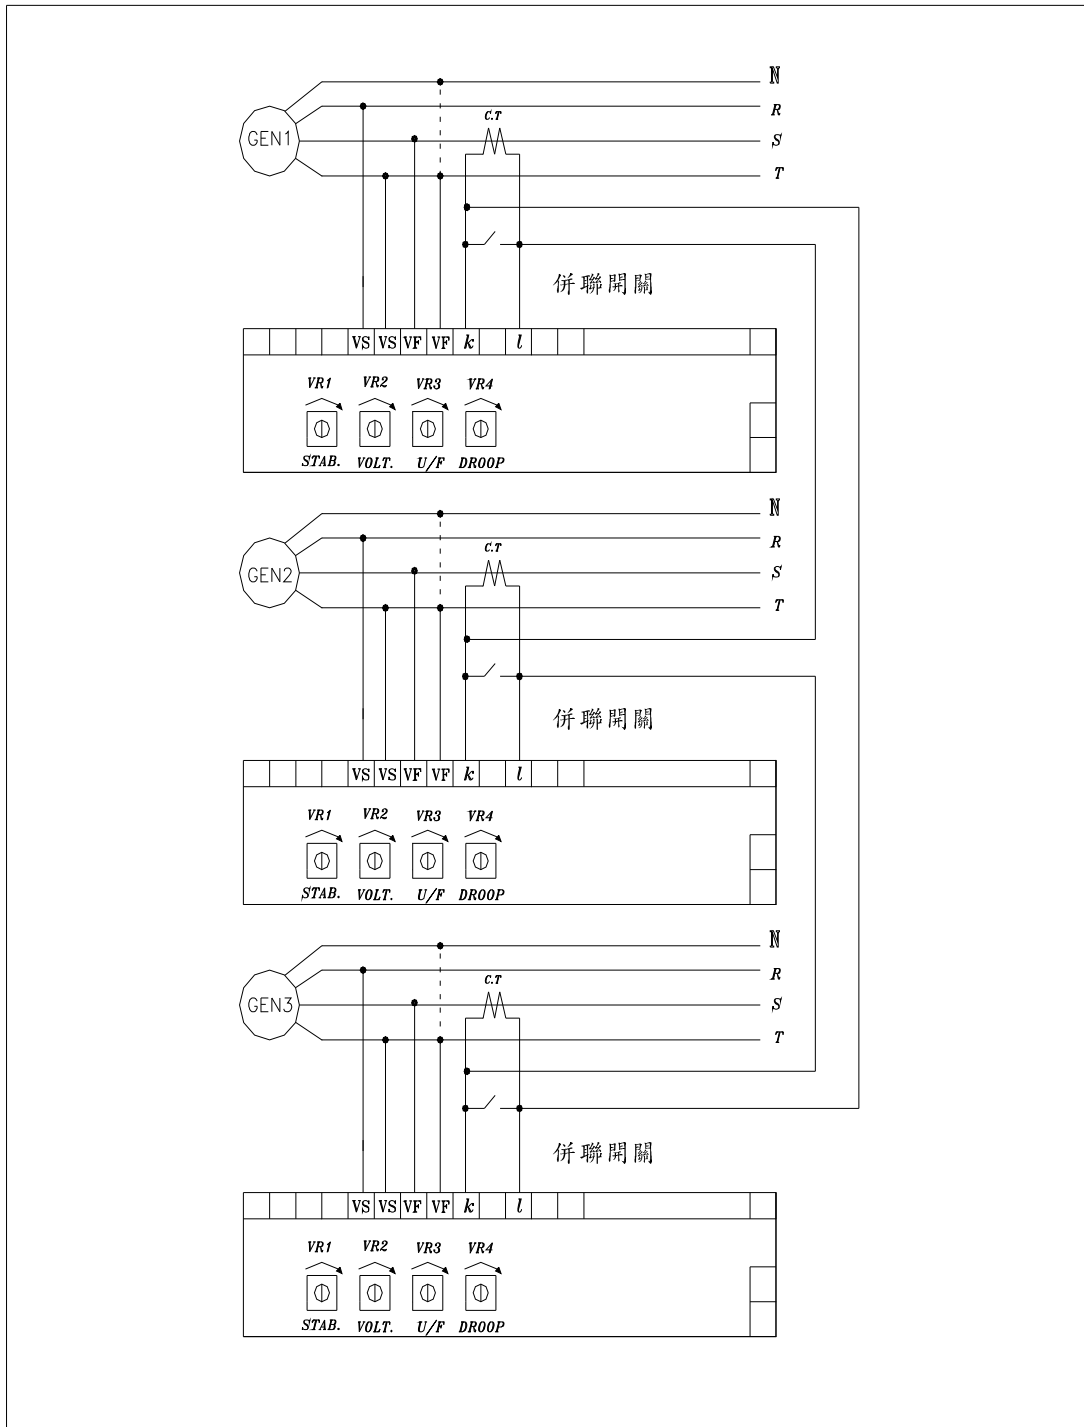 N
R
C.T
GEN1
S
T
併聯開關
VS VS VF VF k l
VR1 VR2 VR3 VR4
STAB. VOLT. U/F DROOP
N
R
C.T
GEN2
S
T
併聯開關
VS VS VF VF k l
VR1 VR2 VR3 VR4
STAB. VOLT. U/F DROOP
N
R
C.T
GEN3
S
T
併聯開關
VS VS VF VF k l
VR1 VR2 VR3 VR4
STAB. VOLT. U/F DROOP